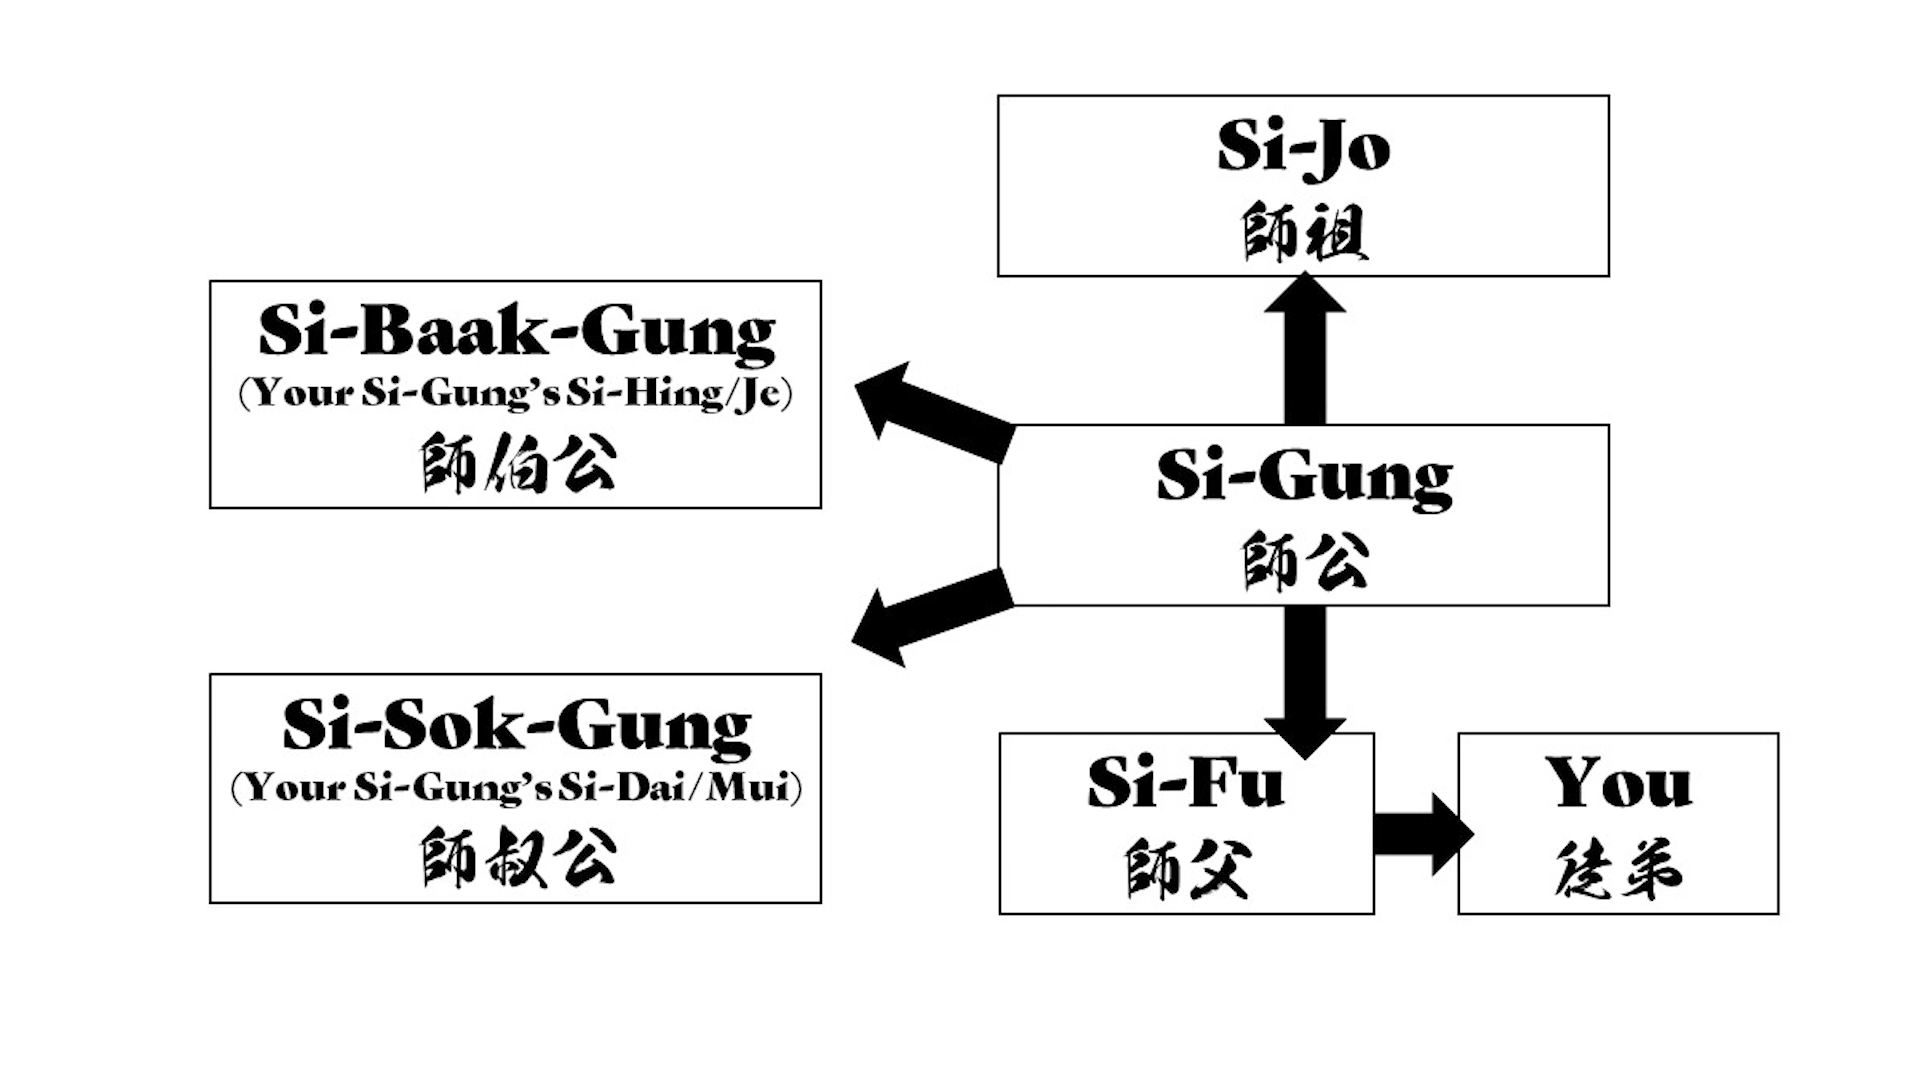 Si-Jo
師祖
Si-Baak-Gung
(Your Si-Gung's Si-Hing/Je)
師伯公
Si-Gung
師公
Si-Sok-Gung
(Your Si-Gung's Si-Dai/Mui)
師叔公
Si-Fu
師父
You
徒弟